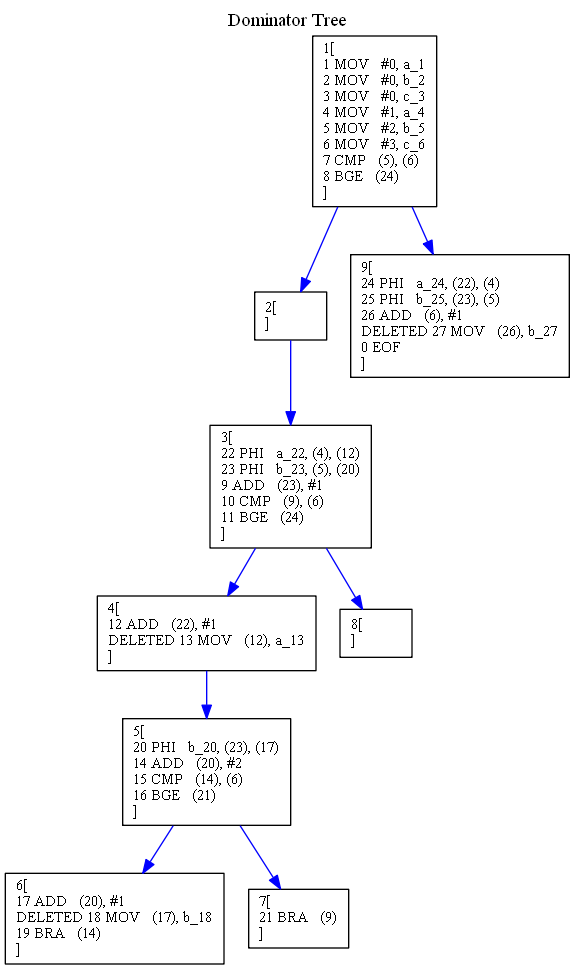 Dominator Tree
1[
1 MOV #0, a_1
2 MOV #0, b_2
3 MOV #0, c_3
4 MOV #1, a_4
5 MOV #2, b_5
6 MOV #3, c_6
7 CMP (5), (6)
8 BGE (24)
]
2[
]
9[
24 PHI a_24, (22), (4)
25 PHI b_25, (23), (5)
26 ADD (6), #1
DELETED 27 MOV (26), b_27
0 EOF
]
3[
22 PHI a_22, (4), (12)
23 PHI b_23, (5), (20)
9 ADD (23), #1
10 CMP (9), (6)
11 BGE (24)
]
4[
12 ADD (22), #1
DELETED 13 MOV (12), a_13
]
8[
]
5[
20 PHI b_20, (23), (17)
14 ADD (20), #2
15 CMP (14), (6)
16 BGE (21)
]
6[
17 ADD (20), #1
DELETED 18 MOV (17), b_18
19 BRA (14)
]
7[
21 BRA (9)
]